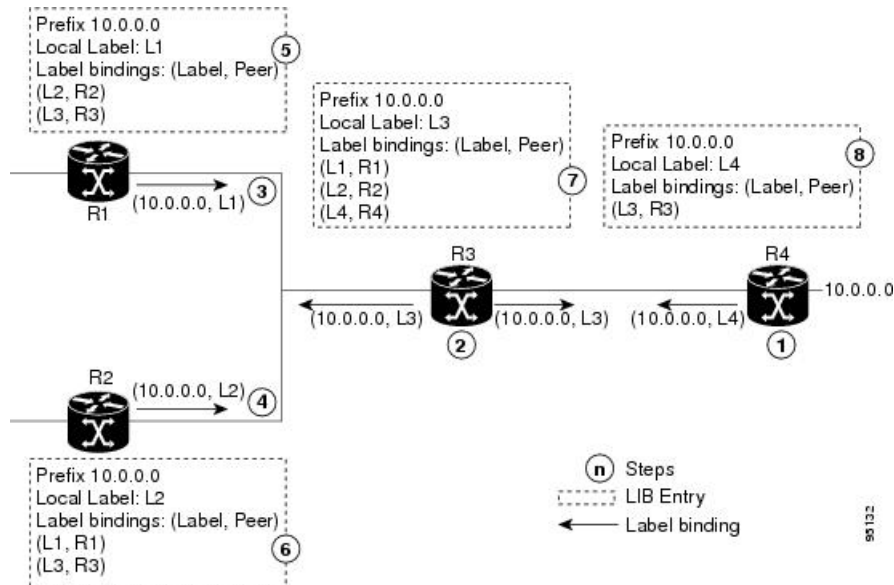 Prefix 10.0.0.0
Local Label: L1
Label bindings: (Label, Peer)
(L2, R2)
(L3, R3)
5
Prefix 10.0.0.0
Local Label: L3
Label bindings: (Label, Peer)
(L1, R1)
(L2, R2)
(L4, R4)
7
Prefix 10.0.0.0
Local Label: L4
Label bindings: (Label, Peer)
(L3, R3)
8
R1
(10.0.0.0, L1)
3
R3
R4
10.0.0.0
(10.0.0.0, L3)
(10.0.0.0, L3)
(10.0.0.0, L4)
2
1
R2
(10.0.0.0, L2)
4
Prefix 10.0.0.0
Local Label: L2
Label bindings: (Label, Peer)
(L1, R1)
(L3, R3)
6
n Steps
LIB Entry
Label binding
95132